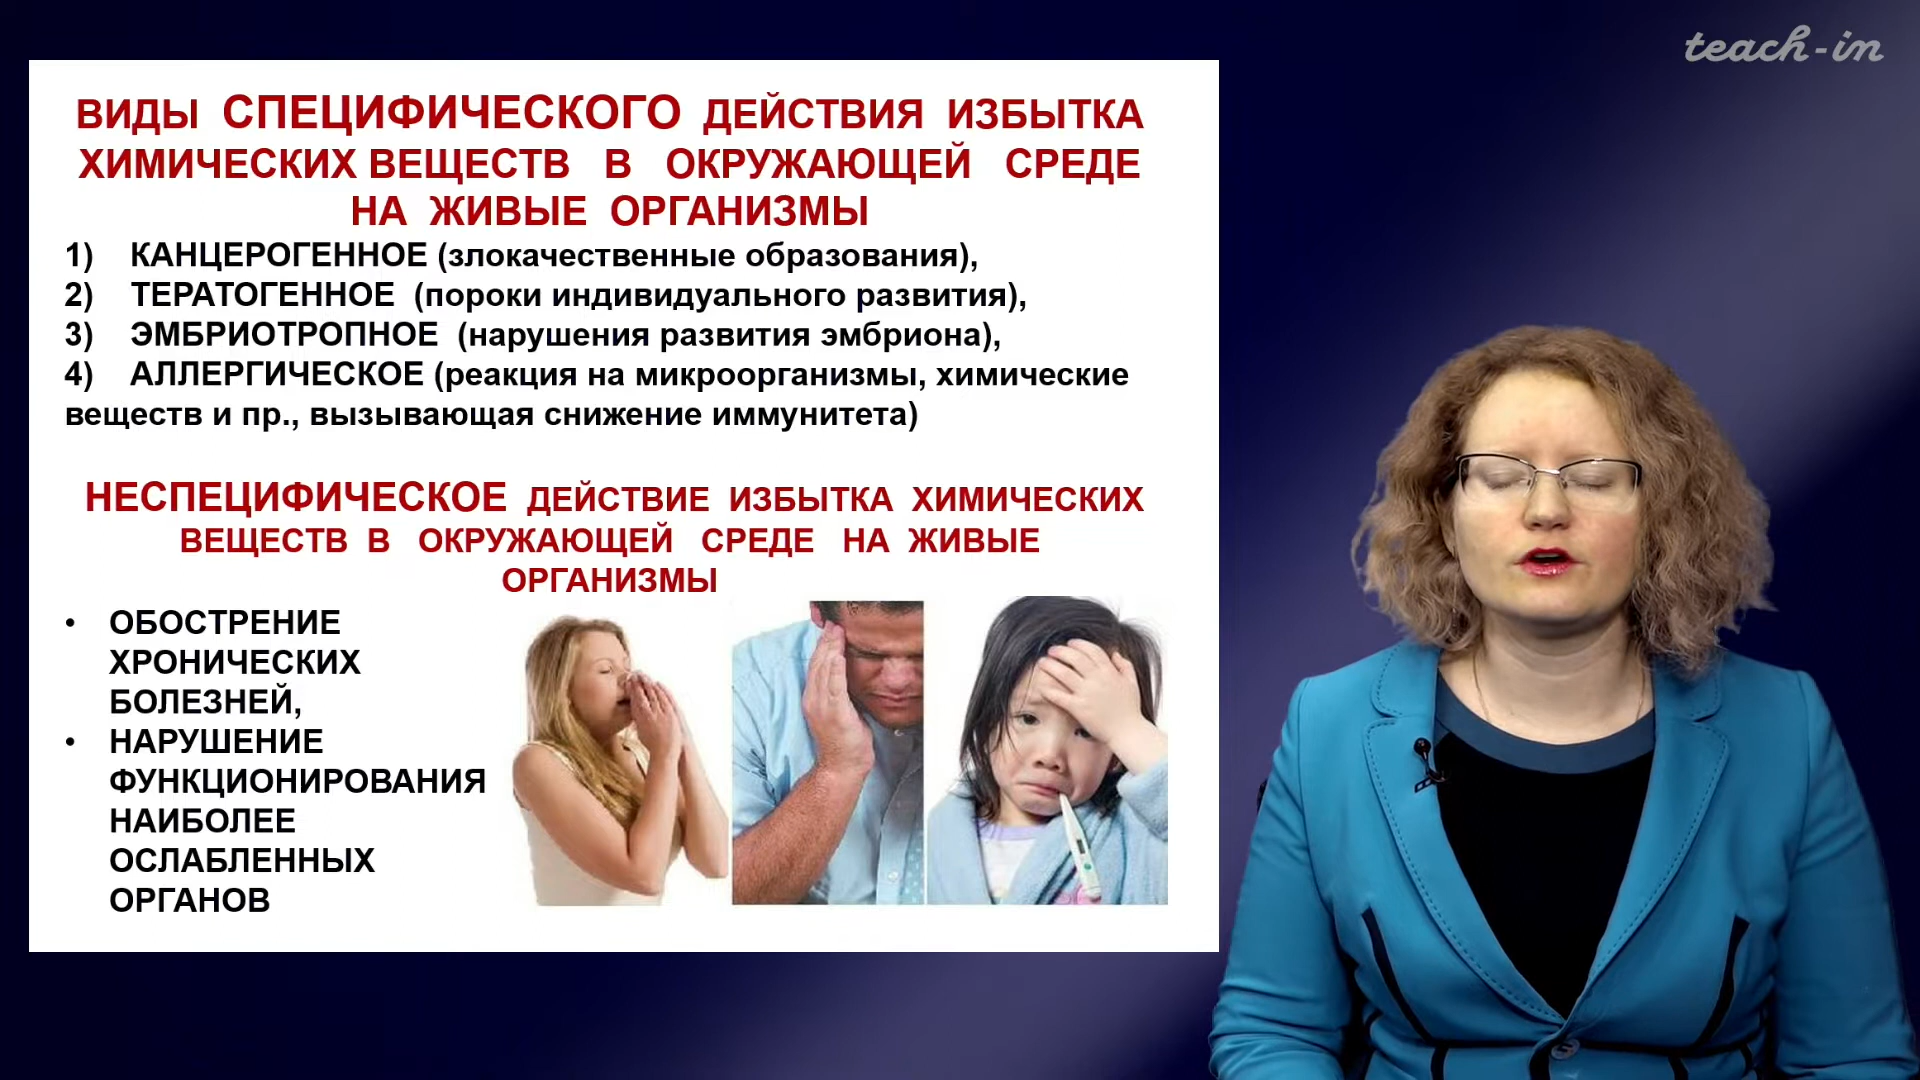 teach-in
ВИДЫ СПЕЦИФИЧЕСКОГО ДЕЙСТВИЯ ИЗБЫТКА
ХИМИЧЕСКИХ ВЕЩЕСТВ В ОКРУЖАЮЩЕЙ СРЕДЕ
НА ЖИВЫЕ ОРГАНИЗМЫ
1) КАНЦЕРОГЕННОЕ (злокачественные образования),
2) ТЕРАТОГЕННОЕ (пороки индивидуального развития),
3) ЭМБРИОТРОПНОЕ (нарушения развития эмбриона),
4) АЛЛЕРГИЧЕСКОЕ (реакция на микроорганизмы, химические
веществ и пр., вызывающая снижение иммунитета)
НЕСПЕЦИФИЧЕСКОЕ ДЕЙСТВИЕ ИЗБЫТКА ХИМИЧЕСКИХ
ВЕЩЕСТВ В ОКРУЖАЮЩЕЙ СРЕДЕ НА ЖИВЫЕ
ОРГАНИЗМЫ
• ОБОСТРЕНИЕ
ХРОНИЧЕСКИХ
БОЛЕЗНЕЙ,
• НАРУШЕНИЕ
ФУНКЦИОНИРОВАНИЯ
НАИБОЛЕЕ
ОСЛАБЛЕННЫХ
ОРГАНОВ